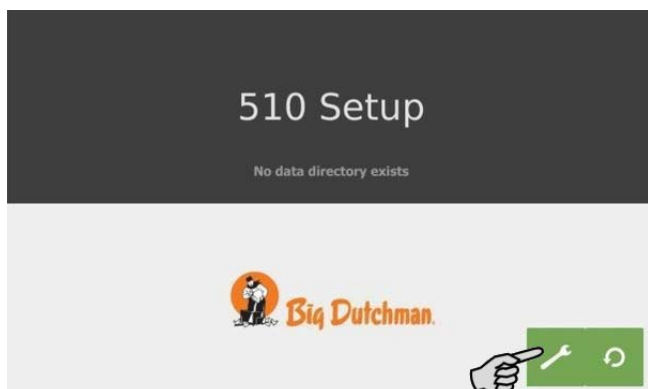 510 Setup
No data directory exists
Big Dutchman.